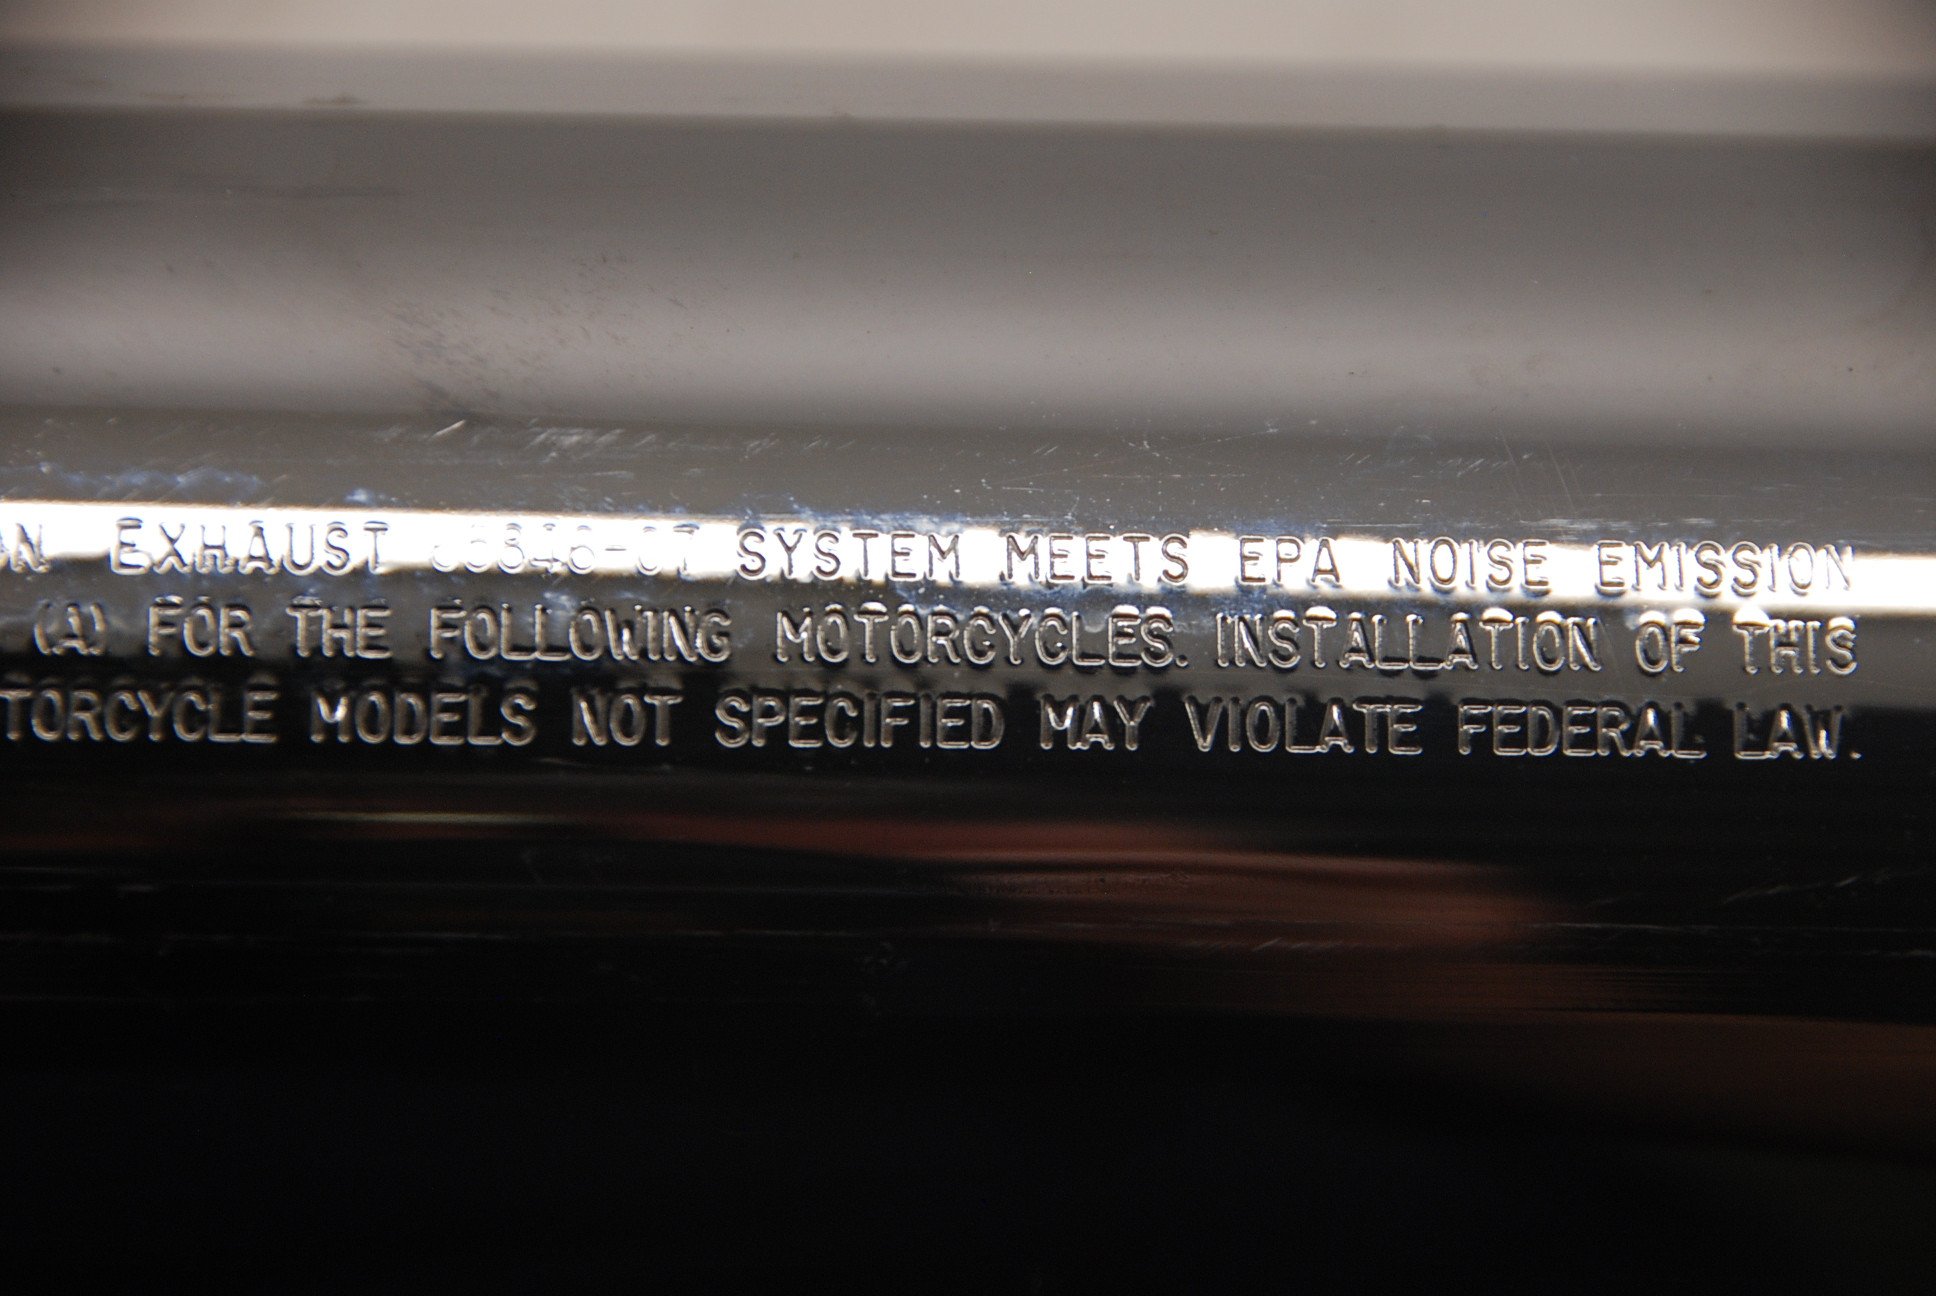 EXHAUST SYSTEM MEETS EPA NOISE EMISSION
(A) FOR THE FOLLOWING MOTORCYCLES. INSTALLATION OF THIS
TORCYCLE MODELS NOT SPECIFIED MAY VIOLATE FEDERAL LAW.